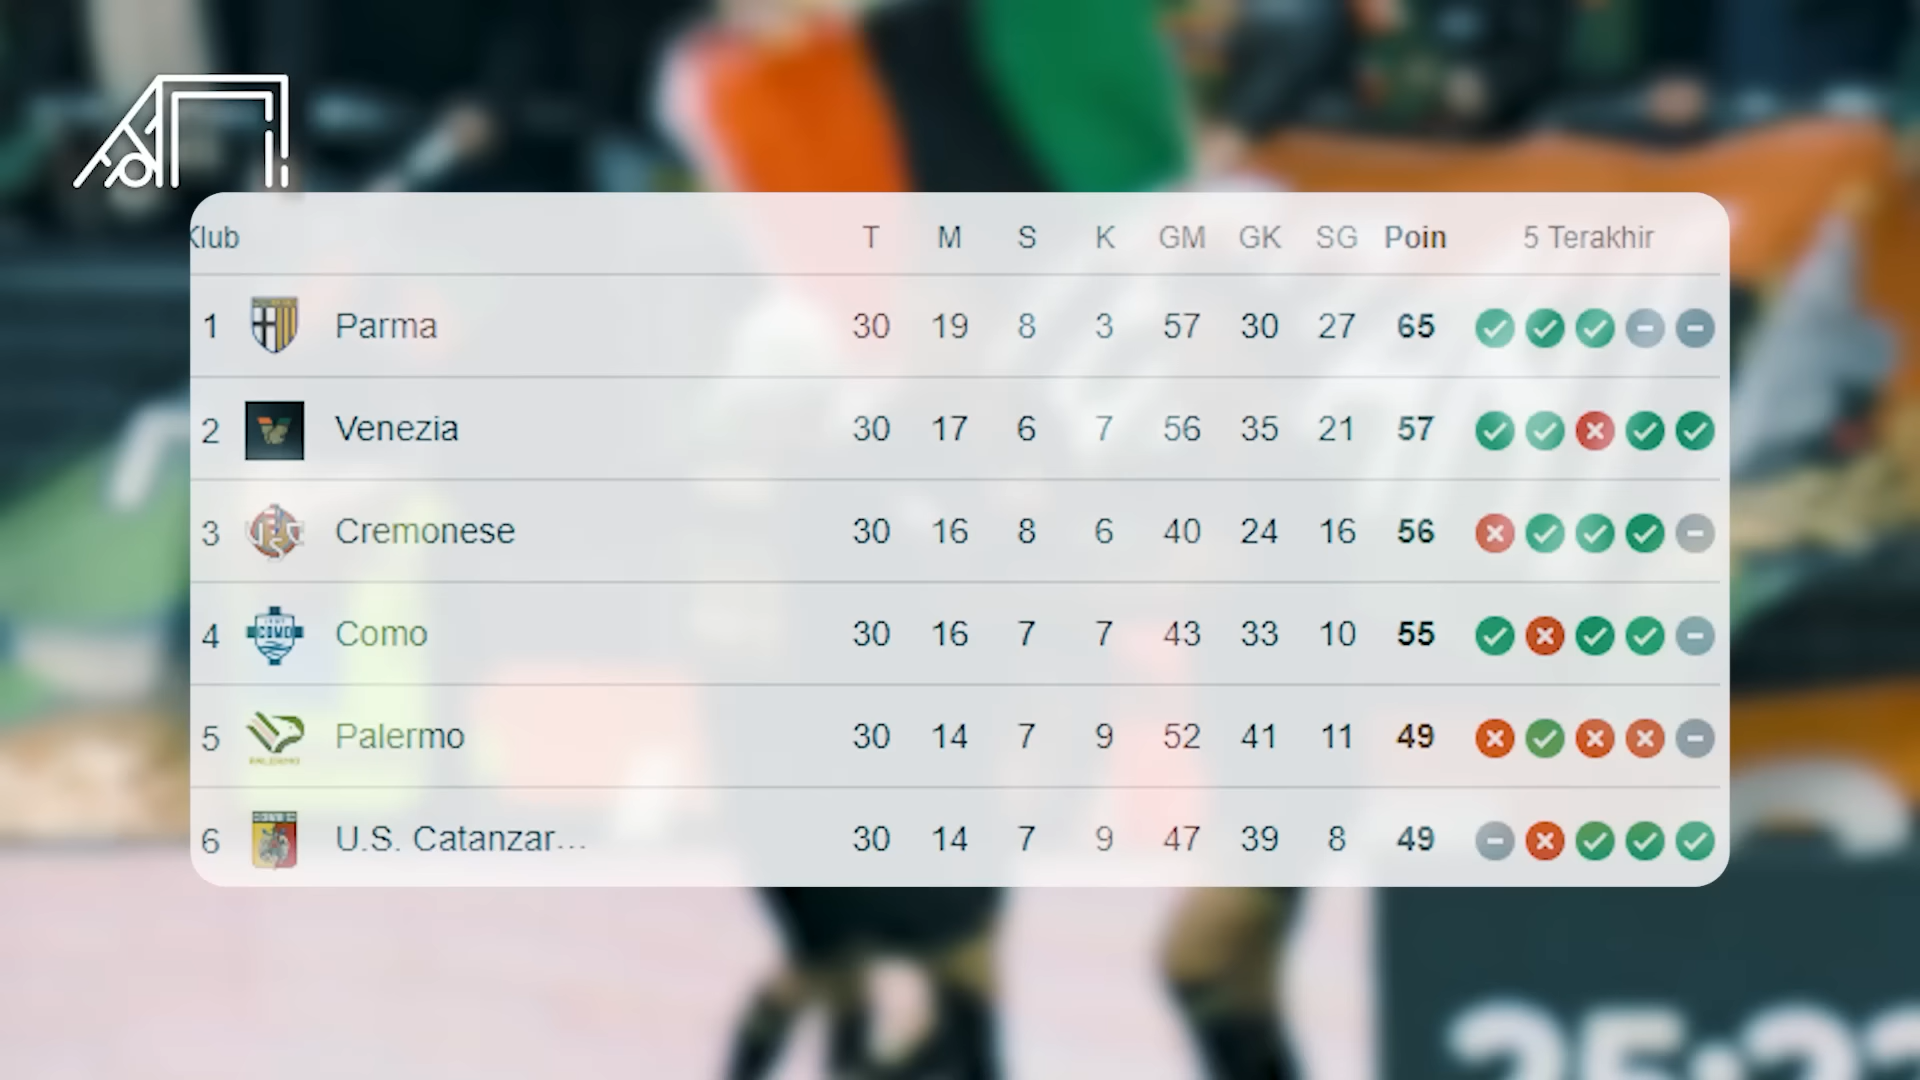 Klub T M S K GM GK SG Poin 5 Terakhir
1 Parma 30 19 8 3 57 30 27 65
2 Venezia 30 17 6 7 56 35 21 57
3 Cremonese 30 16 8 6 40 24 16 56
4 COMO Como 30 16 7 7 43 33 10 55
5 PALERMO Palermo 30 14 7 9 52 41 11 49
6 U.S. Catanzar... 30 14 7 9 47 39 8 49